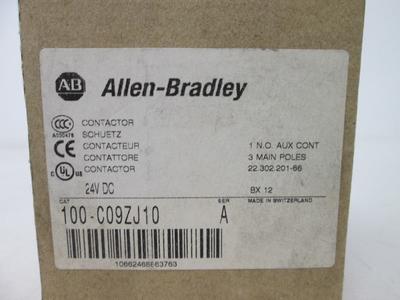 AB Allen-Bradley
CONTACTOR
SCHUETZ
CONTACTEUR 1 N.O. AUX CONT
CONTATTORE 3 MAIN POLES
CONTACTOR 22.302.201-66
24V DC BX 12
CAT SER MADE IN SWITZERLAND
100-C09ZJ10 A
10662468663763